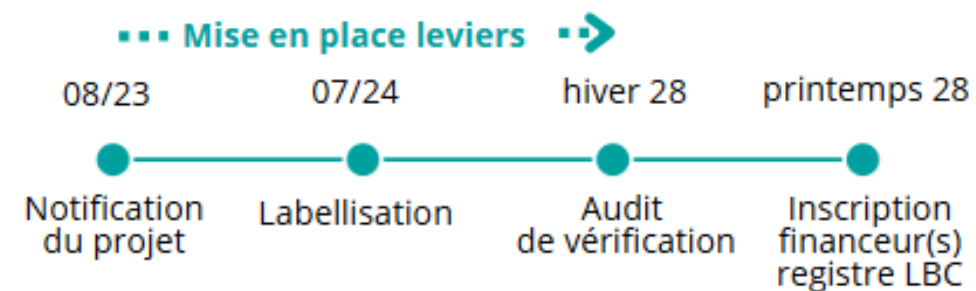 Mise en place leviers
08/23 07/24 hiver 28 printemps 28
Notification
du projet
Labellisation
Audit
de vérification
Inscription
financeur(s)
registre LBC